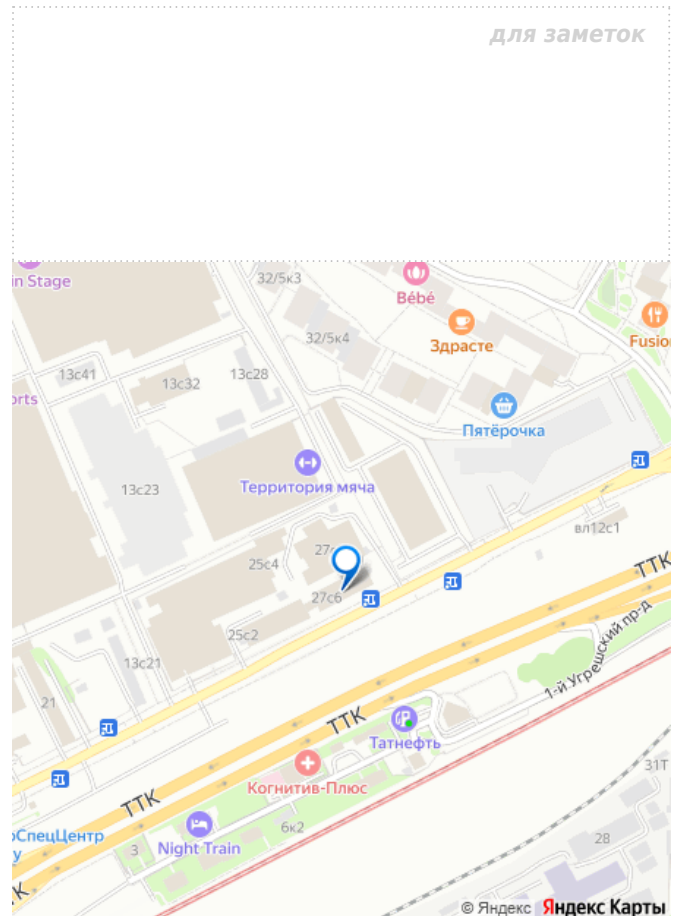 для заметок
in Stage
32/5к3
Bébé
32/5к4
Здрасте
Fusio
13с41
13с32
13с28
orts
Пятёрочка
Территория мяча
13с23
вл12с1
25с4
27с
ТТК
27с6
25с2
1-й Угрешский пр-д
13с21
21
ТТК
Татнефть
31Т
Когнитив-Плюс
ТТК
6к2
оСпецЦентр
у
3
Night Train
28
К
© Яндекс Яндекс Карты